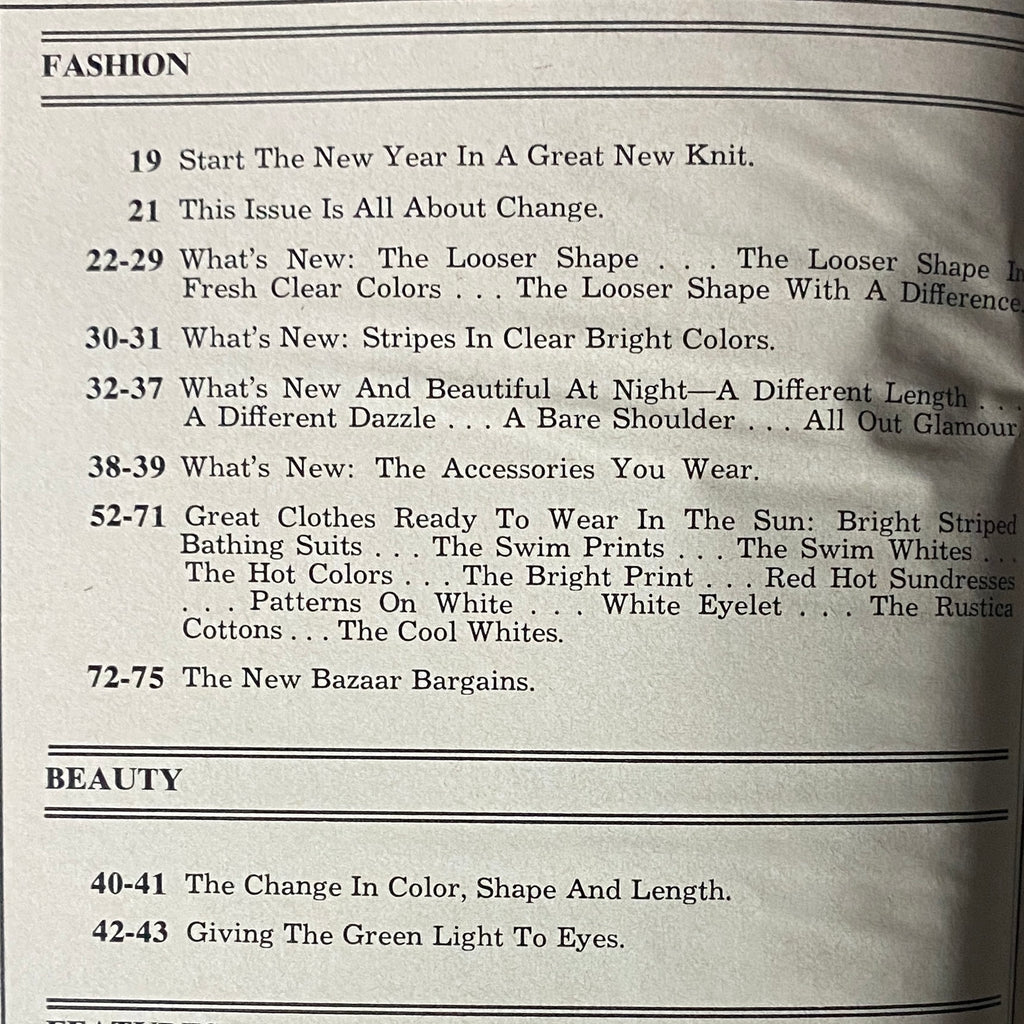 FASHION
19 Start The New Year In A Great New Knit.
21 This Issue Is All About Change.
22-29 What's New: The Looser Shape . . . The Looser Shape In
Fresh Clear Colors . . . The Looser Shape With A Difference.
30-31 What's New: Stripes In Clear Bright Colors.
32-37 What's New And Beautiful At Night—A Different Length . . .
A Different Dazzle . . . A Bare Shoulder . . . All Out Glamour.
38-39 What's New: The Accessories You Wear.
52-71 Great Clothes Ready To Wear In The Sun: Bright Striped
Bathing Suits . . . The Swim Prints . . . The Swim Whites . . .
The Hot Colors . . . The Bright Print . . . Red Hot Sundresses
. . . Patterns On White . . . White Eyelet . . . The Rustica
Cottons . . . The Cool Whites.
72-75 The New Bazaar Bargains.
BEAUTY
40-41 The Change In Color, Shape And Length.
42-43 Giving The Green Light To Eyes.